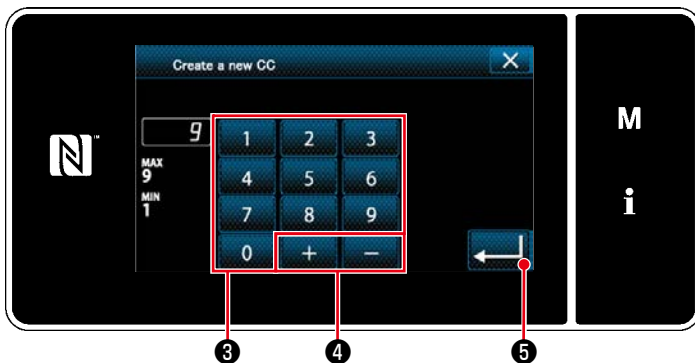 Create a new CC
M
i
9
MAX
9
MIN
1
1 2 3
4 5 6
7 8 9
0 + −
N™
❸ ❹ ❺